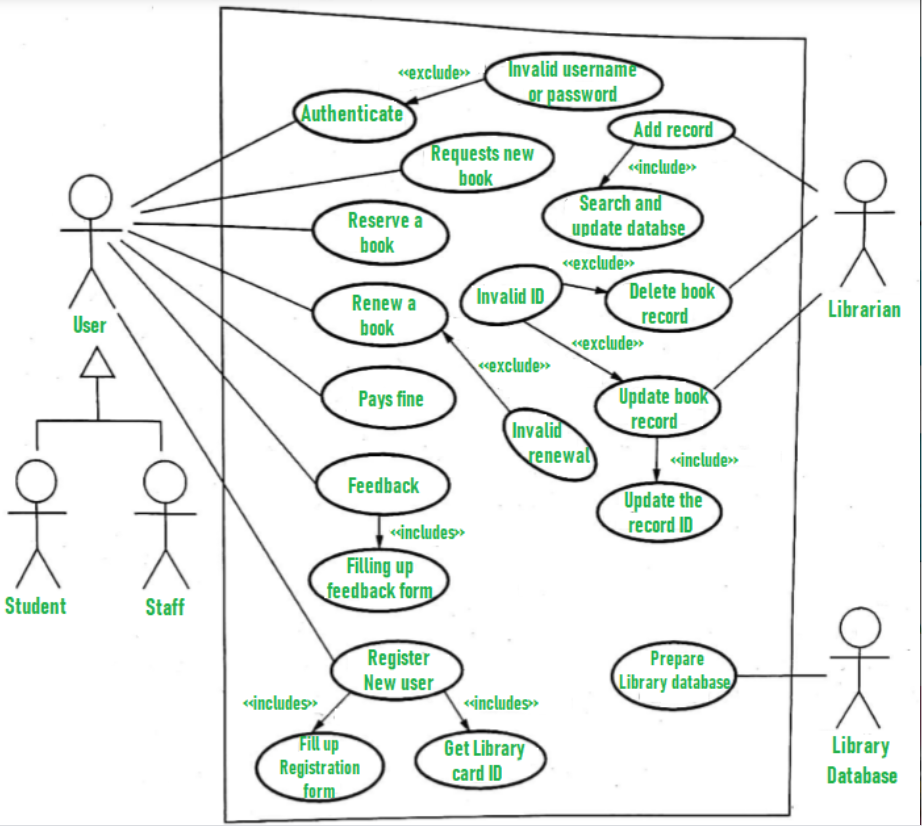 Invalid username
or password
<<exclude>>
Authenticate
Add record
Requests new
book
<<include>>
Search and
update databse
Reserve a
book
<<exclude>>
Invalid ID
Delete book
record
Renew a
book
User
Librarian
<<exclude>>
<<exclude>>
Pays fine
Update book
record
Invalid
renewal
<<include>>
Feedback
Update the
record ID
<<includes>>
Filling up
feedback form
Student
Staff
Register
New user
Prepare
Library database
<<includes>>
<<includes>>
Fill up
Registration
form
Get Library
card ID
Library
Database